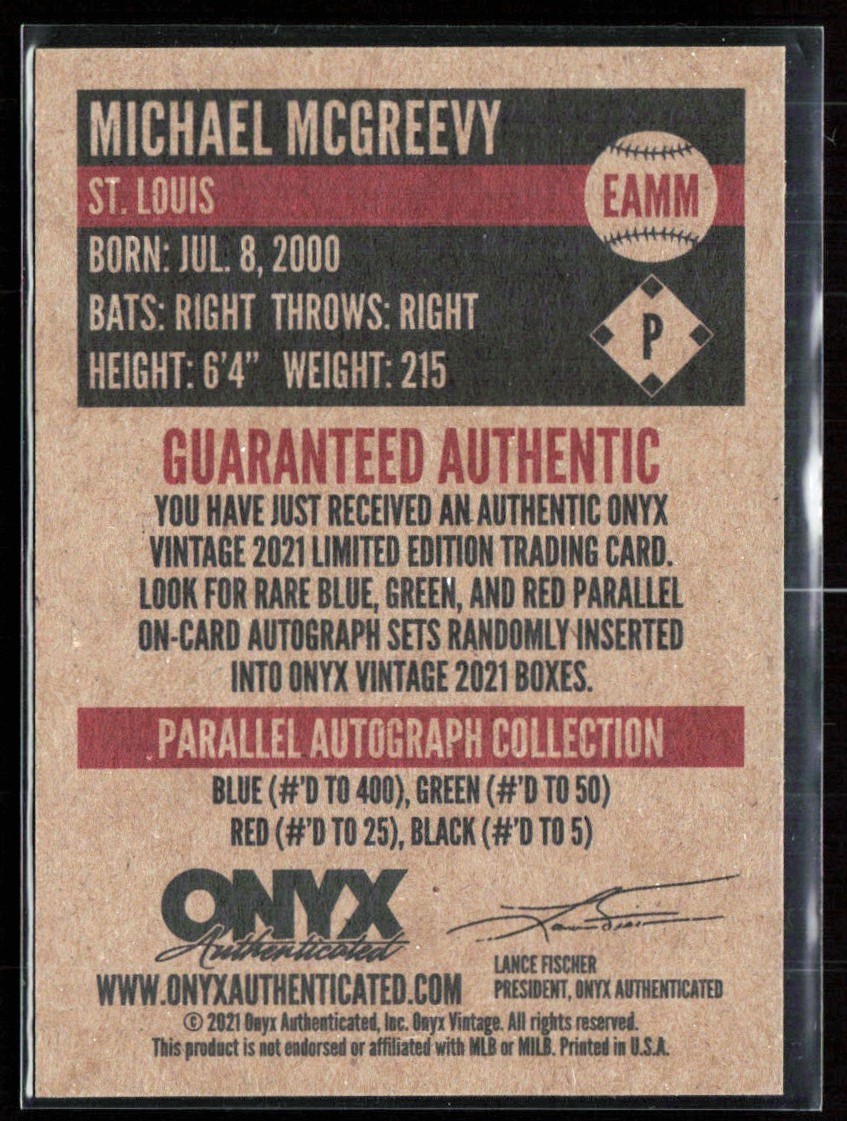 MICHAEL MCGREEVY
ST. LOUIS
EAMM
BORN: JUL. 8, 2000
BATS: RIGHT THROWS: RIGHT
P
HEIGHT: 6'4” WEIGHT: 215
GUARANTEED AUTHENTIC
YOU HAVE JUST RECEIVED AN AUTHENTIC ONYX
VINTAGE 2021 LIMITED EDITION TRADING CARD.
LOOK FOR RARE BLUE, GREEN, AND RED PARALLEL
ON-CARD AUTOGRAPH SETS RANDOMLY INSERTED
INTO ONYX VINTAGE 2021 BOXES.
PARALLEL AUTOGRAPH COLLECTION
BLUE (#'D TO 400), GREEN (#'D TO 50)
RED (#'D TO 25), BLACK (#'D TO 5)
ONYX
Authenticated
WWW.ONYXAUTHENTICATED.COM
LANCE FISCHER
PRESIDENT, ONYX AUTHENTICATED
© 2021 Onyx Authenticated, Inc. Onyx Vintage. All rights reserved.
This product is not endorsed or affiliated with MLB or MILB. Printed in U.S.A.